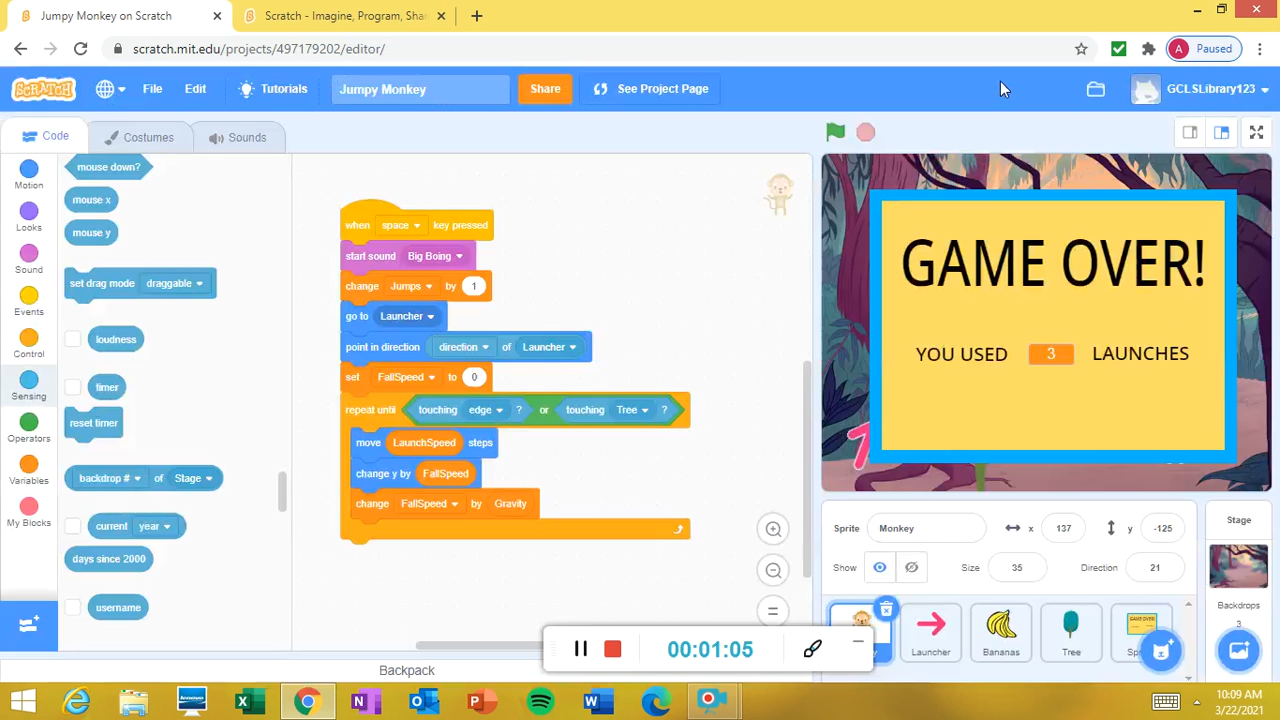 Jumpy Monkey on Scratch
Scratch - Imagine, Program, Shar
scratch.mit.edu/projects/497179202/editor/
A Paused
SCRATCH File Edit Tutorials Jumpy Monkey Share See Project Page GCLSLibrary123
Code Costumes Sounds
Motion
Looks
Sound
Events
Control
Sensing
Operators
Variables
My Blocks
mouse down?
mouse x
mouse y
set drag mode draggable
loudness
timer
reset timer
backdrop # of Stage
current year
days since 2000
username
when space key pressed
start sound Big Boing
change Jumps by 1
go to Launcher
point in direction direction of Launcher
set FallSpeed to 0
repeat until touching edge ? or touching Tree ?
move LaunchSpeed steps
change y by FallSpeed
change FallSpeed by Gravity
GAME OVER!
YOU USED 3 LAUNCHES
Sprite Monkey x 137 y -125
Show Size 35 Direction 21
Stage
Backdrops
3
Launcher
Bananas
Tree
GAME OVER
00:01:05
Backpack
10:09 AM
3/22/2021